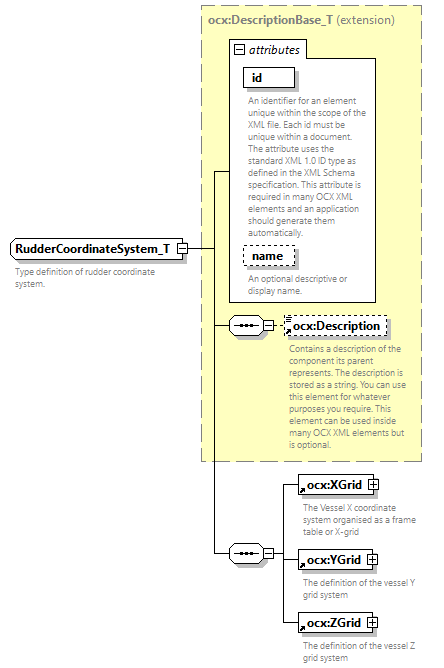 ocx:DescriptionBase_T (extension)
attributes
id
An identifier for an element
unique within the scope of the
XML file. Each id must be
unique within a document.
The attribute uses the
standard XML 1.0 ID type as
defined in the XML Schema
specification. This attribute is
required in many OCX XML
elements and an application
should generate them
automatically.
name
An optional descriptive or
display name.
RudderCoordinateSystem_T
Type definition of rudder coordinate
system.
ocx:Description
Contains a description of the
component its parent
represents. The description is
stored as a string. You can use
this element for whatever
purposes you require. This
element can be used inside
many OCX XML elements but
is optional.
ocx:XGrid
The Vessel X coordinate
system organised as a frame
table or X-grid
ocx:YGrid
The definition of the vessel Y
grid system
ocx:ZGrid
The definition of the vessel Z
grid system